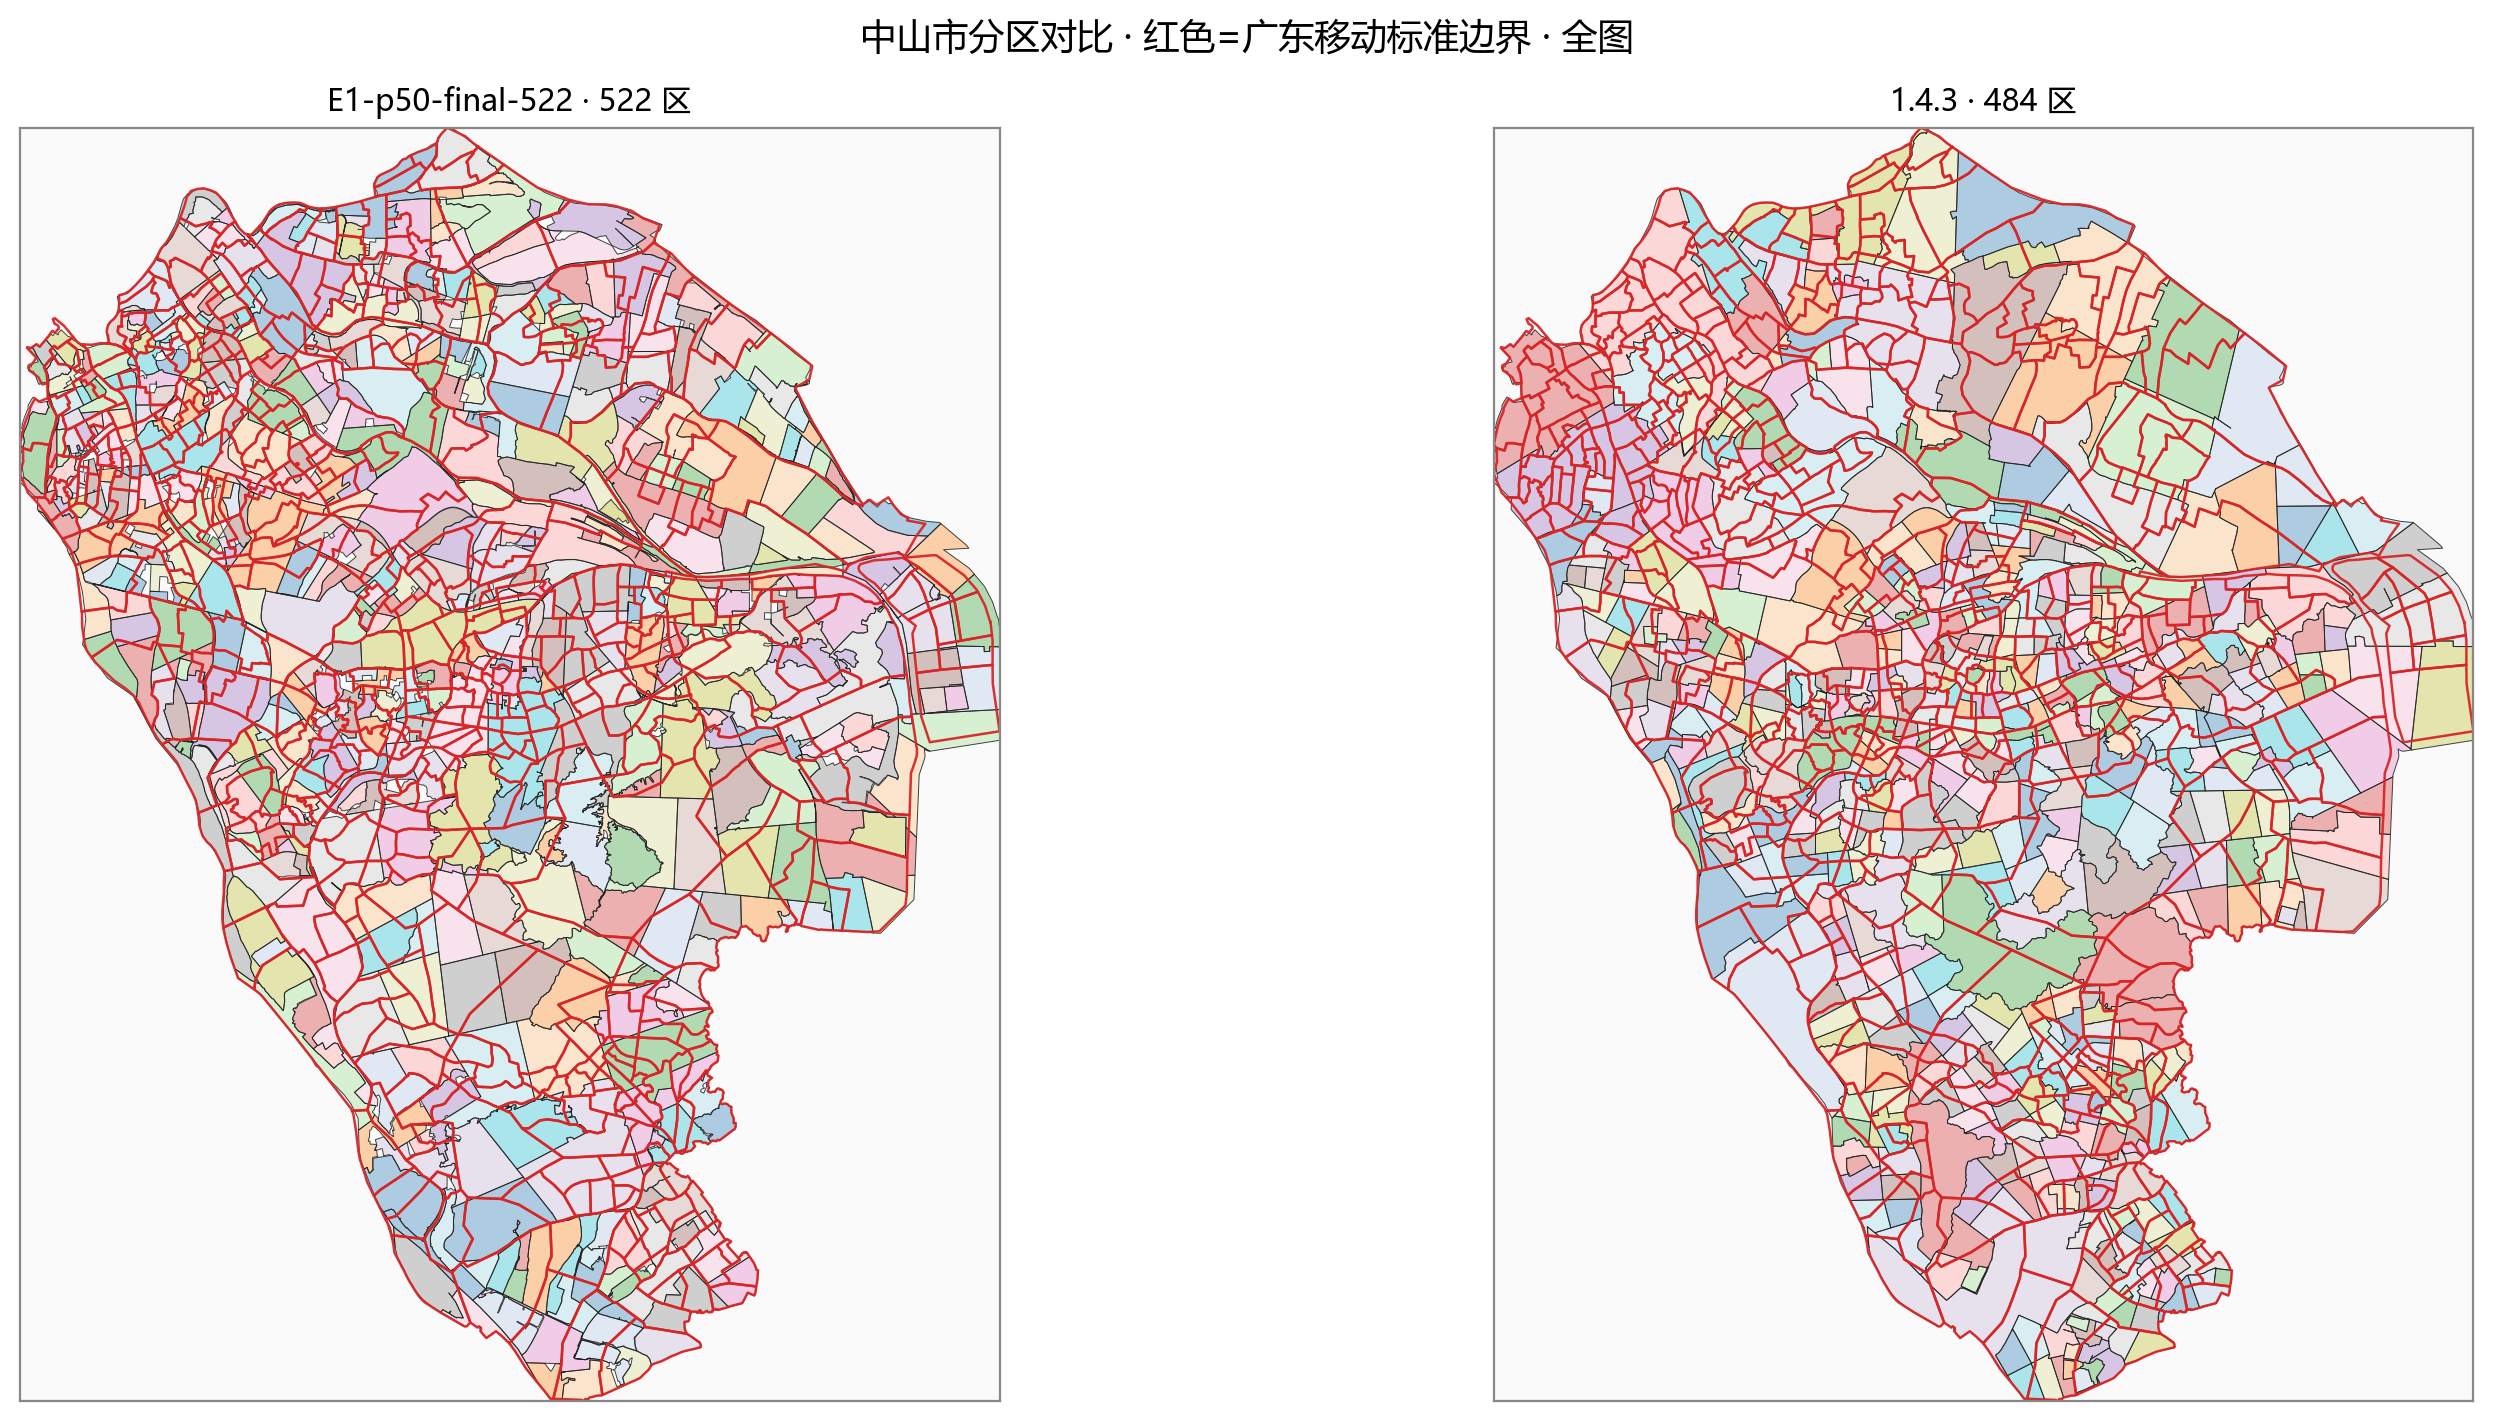 中山市分区对比 · 红色=广东移动标准边界 · 全图
E1-p50-final-522 · 522 区
1.4.3 · 484 区